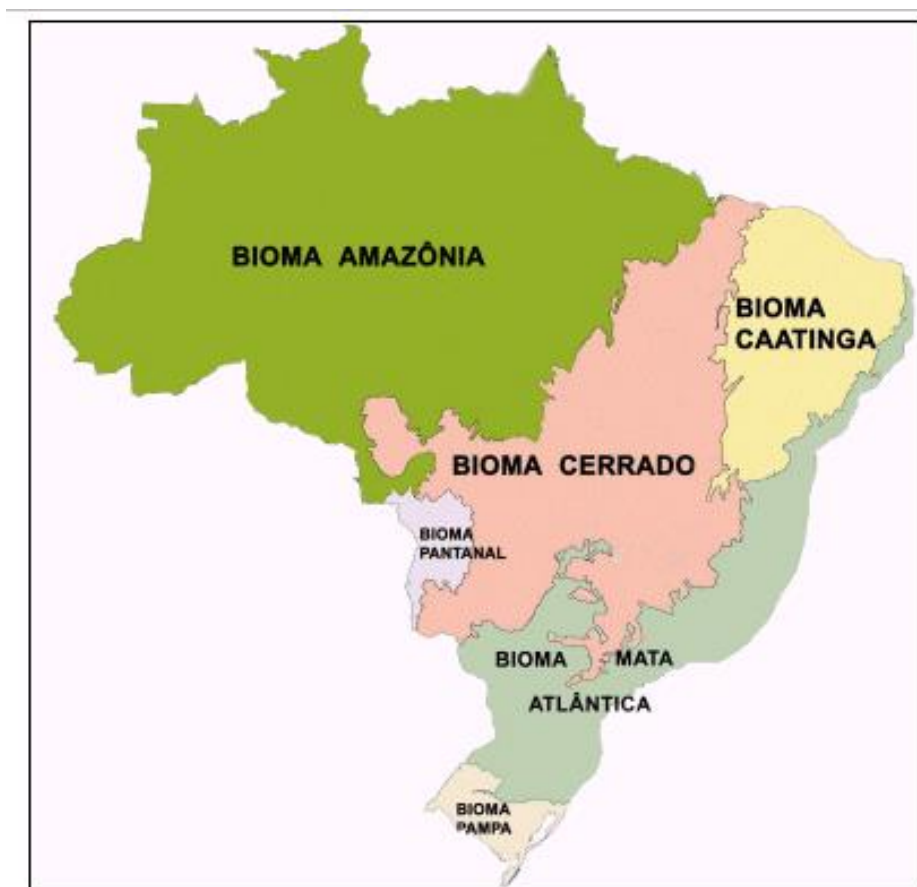 BIOMA AMAZÔNIA
BIOMA
CAATINGA
BIOMA CERRADO
BIOMA
PANTANAL
BIOMA MATA
ATLÂNTICA
BIOMA
PAMPA